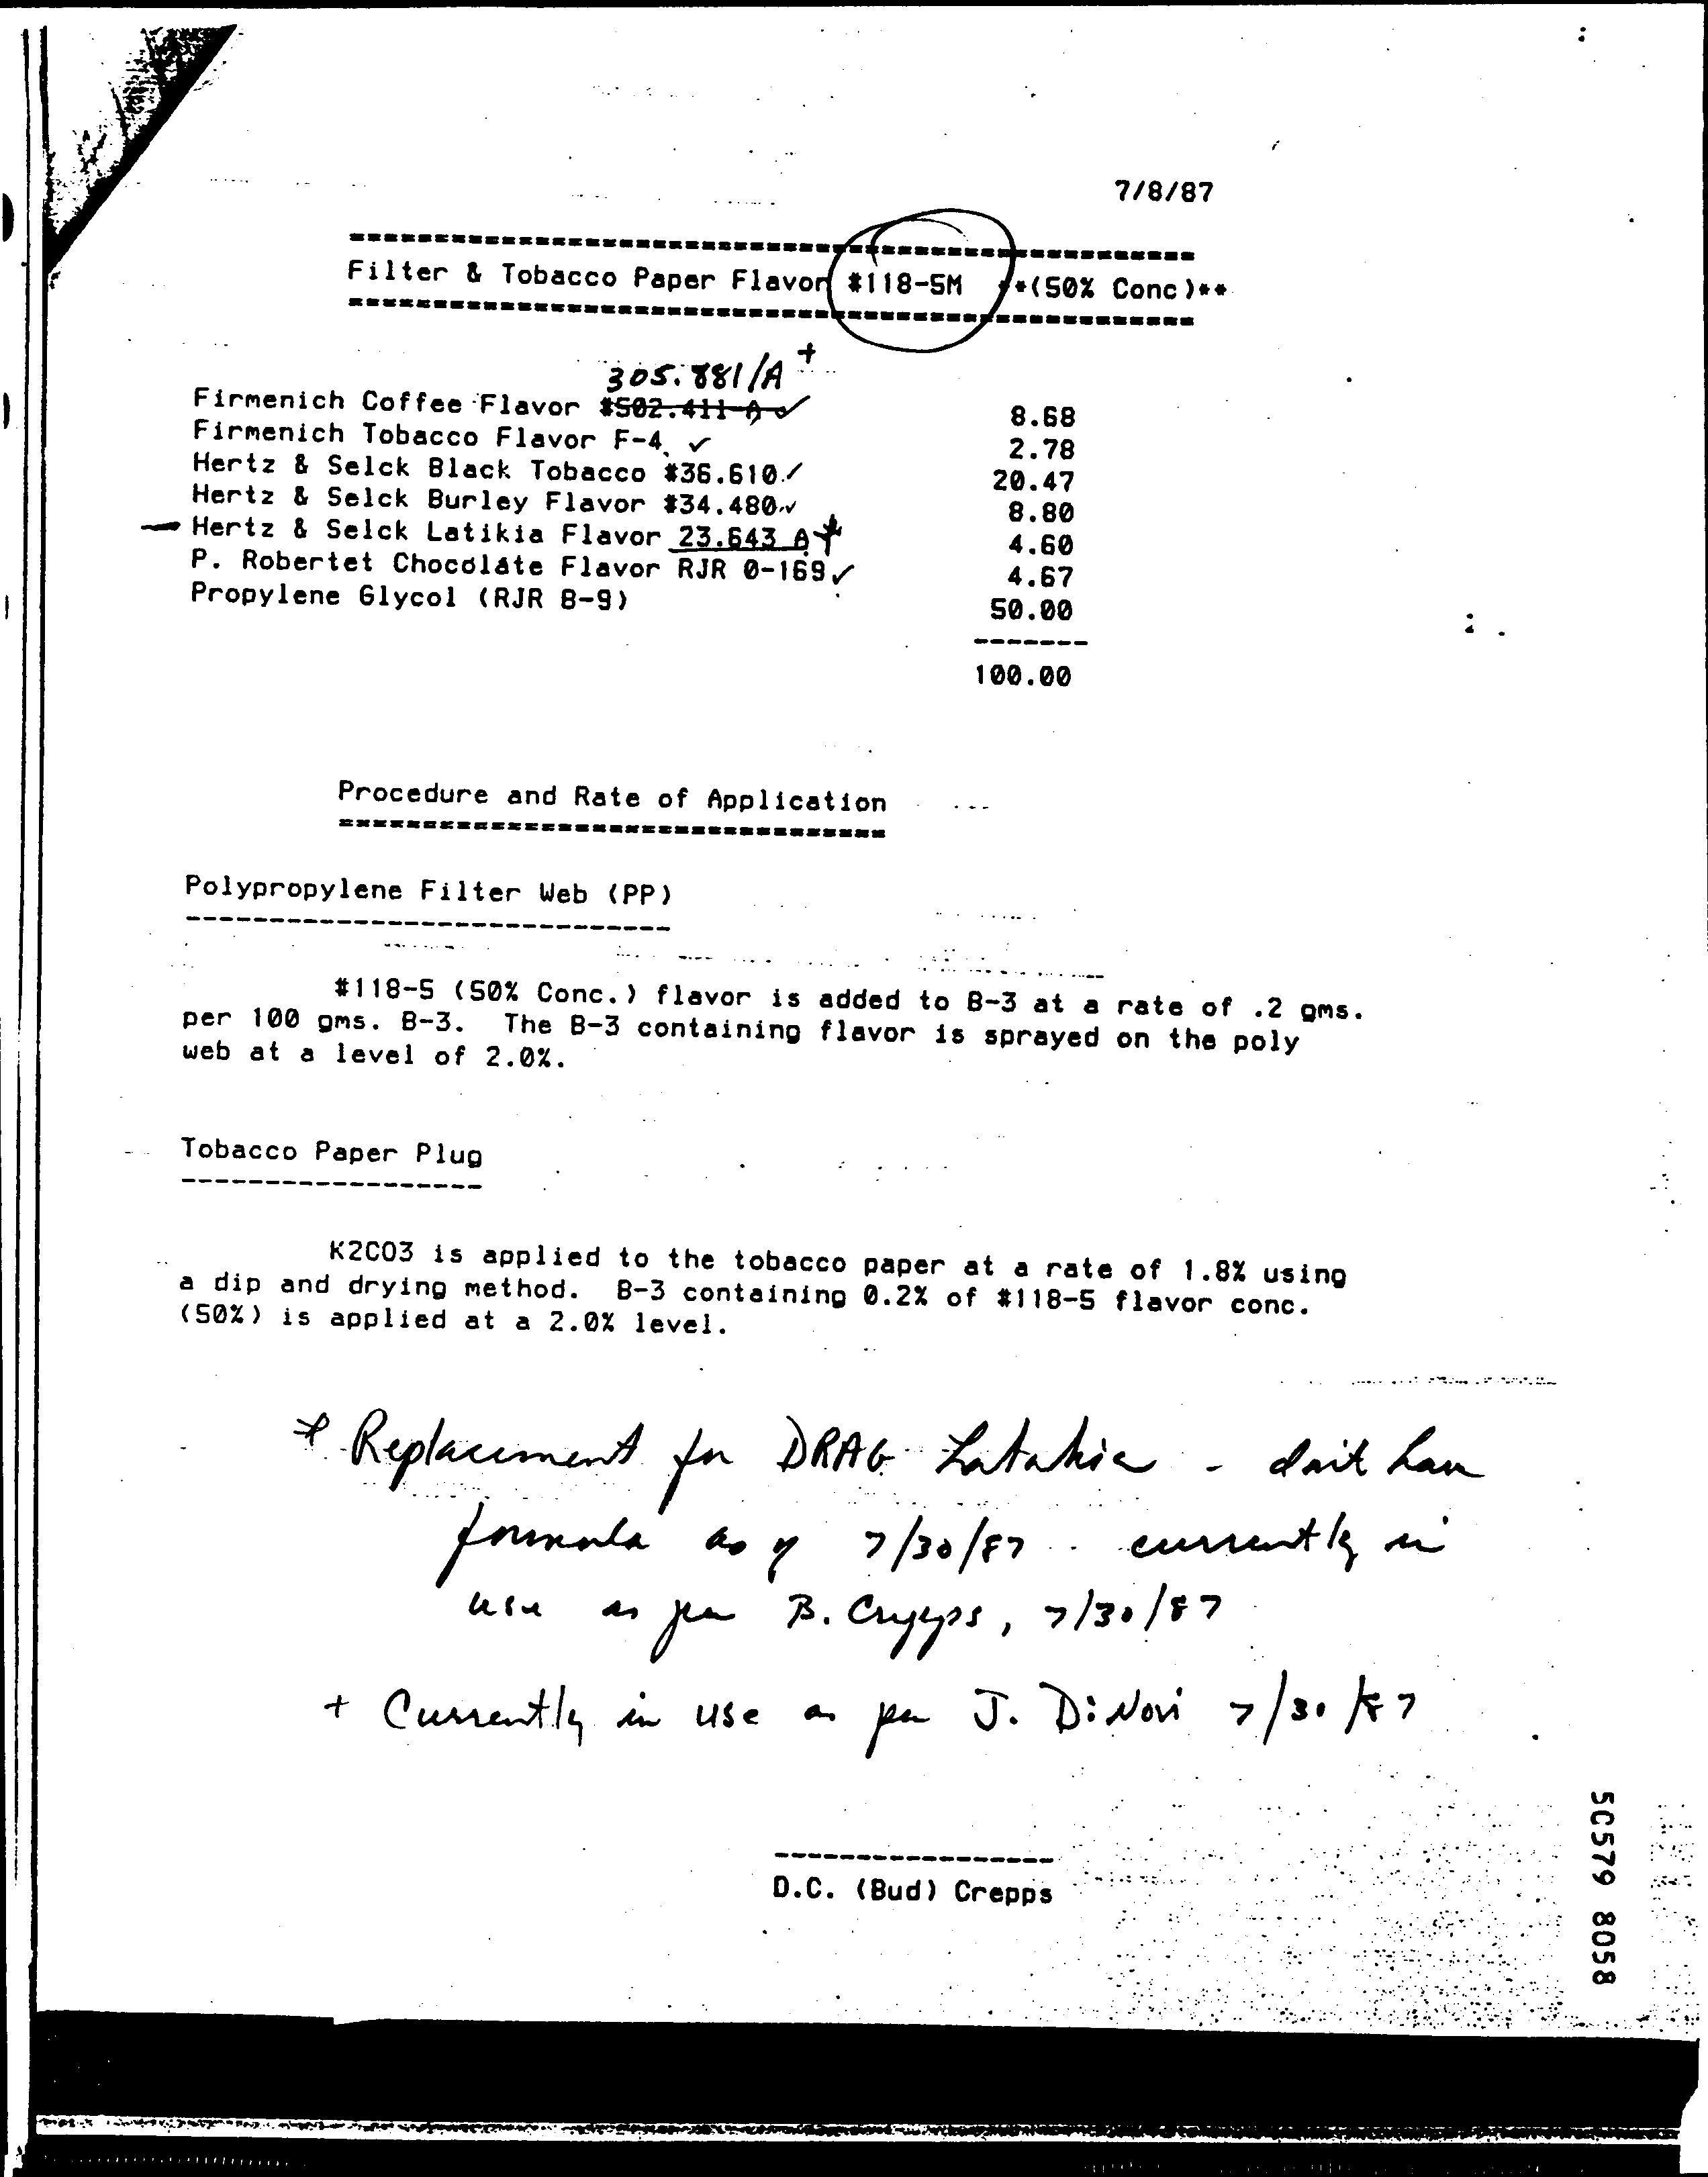 7/8/87
Filter & Tobacco Paper Flavor #118-5M **(50% Conc)**
305.881/A +
Firmenich Coffee Flavor #502.411-A ✓ 8.68
Firmenich Tobacco Flavor F-4 ✓ 2.78
Hertz & Selck Black Tobacco #36.610 ✓ 20.47
Hertz & Selck Burley Flavor #34.480 ✓ 8.80
Hertz & Selck Latikia Flavor 23.643 A * 4.60
P. Robertet Chocolate Flavor RJR 0-169 ✓ 4.67
Propylene Glycol (RJR B-9) 50.00
100.00
Procedure and Rate of Application
Polypropylene Filter Web (PP)
#118-5 (50% Conc.) flavor is added to B-3 at a rate of .2 gms.
per 100 gms. B-3. The B-3 containing flavor is sprayed on the poly
web at a level of 2.0%.
Tobacco Paper Plug
K2CO3 is applied to the tobacco paper at a rate of 1.8% using
a dip and drying method. B-3 containing 0.2% of #118-5 flavor conc.
(50%) is applied at a 2.0% level.
* Replacement for DRAG Latakia - don't have
formula as of 7/30/87 currently in
use as per B. Crepps, 7/30/87
+ Currently in use as per J. DiNovi 7/30/87
D.C. (Bud) Crepps
50579 8058